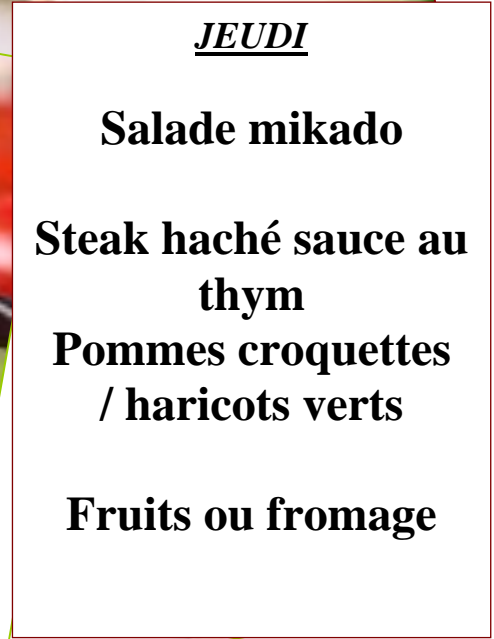 JEUDI
Salade mikado
Steak haché sauce au
thym
Pommes croquettes
/ haricots verts
Fruits ou fromage